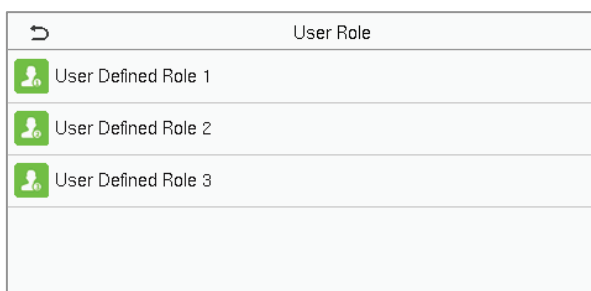 User Role
User Defined Role 1
User Defined Role 2
User Defined Role 3